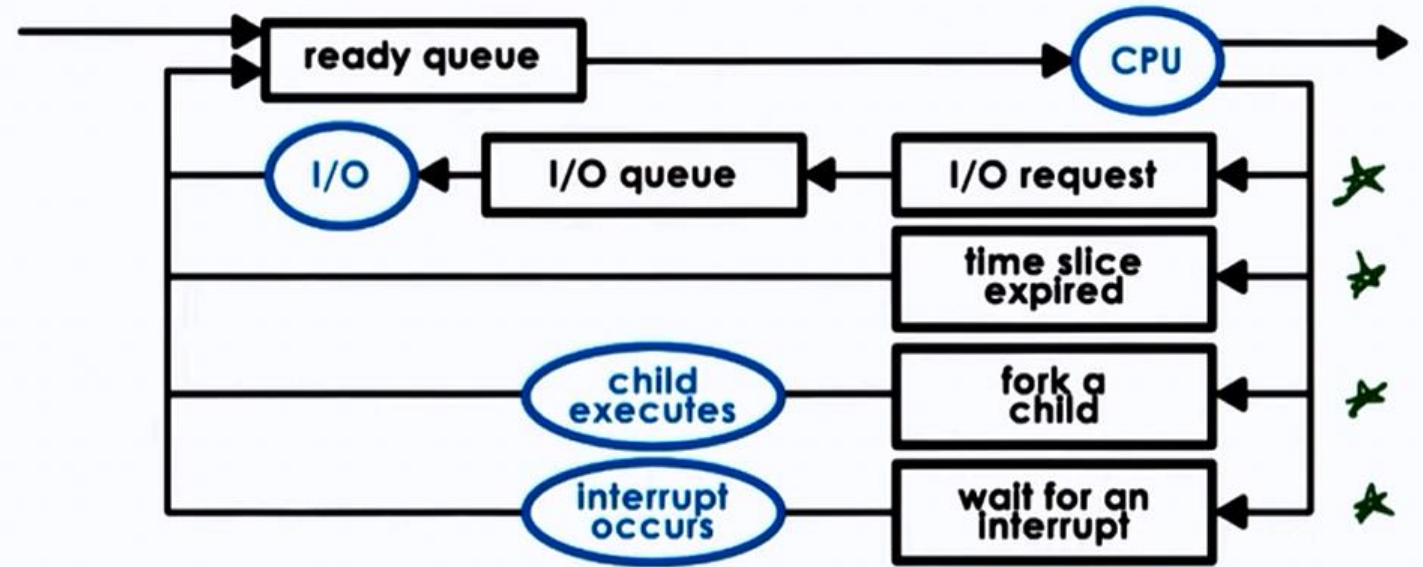 ready queue
CPU
I/O
I/O queue
I/O request
time slice
expired
child
executes
fork a
child
interrupt
occurs
wait for an
interrupt